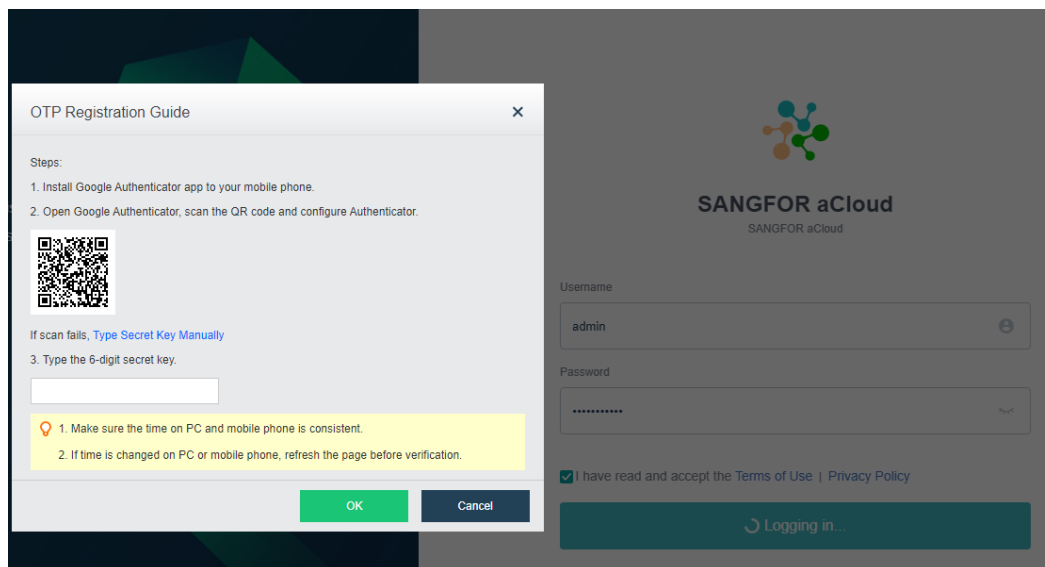 OTP Registration Guide
Steps:
1. Install Google Authenticator app to your mobile phone.
2. Open Google Authenticator, scan the QR code and configure Authenticator.
If scan fails, Type Secret Key Manually
3. Type the 6-digit secret key.
1. Make sure the time on PC and mobile phone is consistent.
2. If time is changed on PC or mobile phone, refresh the page before verification.
OK Cancel
SANGFOR aCloud
SANGFOR aCloud
Username
admin
Password
•••••••••••
I have read and accept the Terms of Use | Privacy Policy
Logging in...